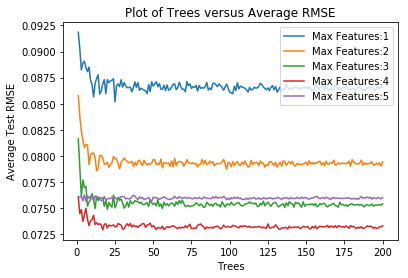 Plot of Trees versus Average RMSE
Average Test RMSE
0.0925
0.0900
0.0875
0.0850
0.0825
0.0800
0.0775
0.0750
0.0725
Max Features:1
Max Features:2
Max Features:3
Max Features:4
Max Features:5
0 25 50 75 100 125 150 175 200
Trees